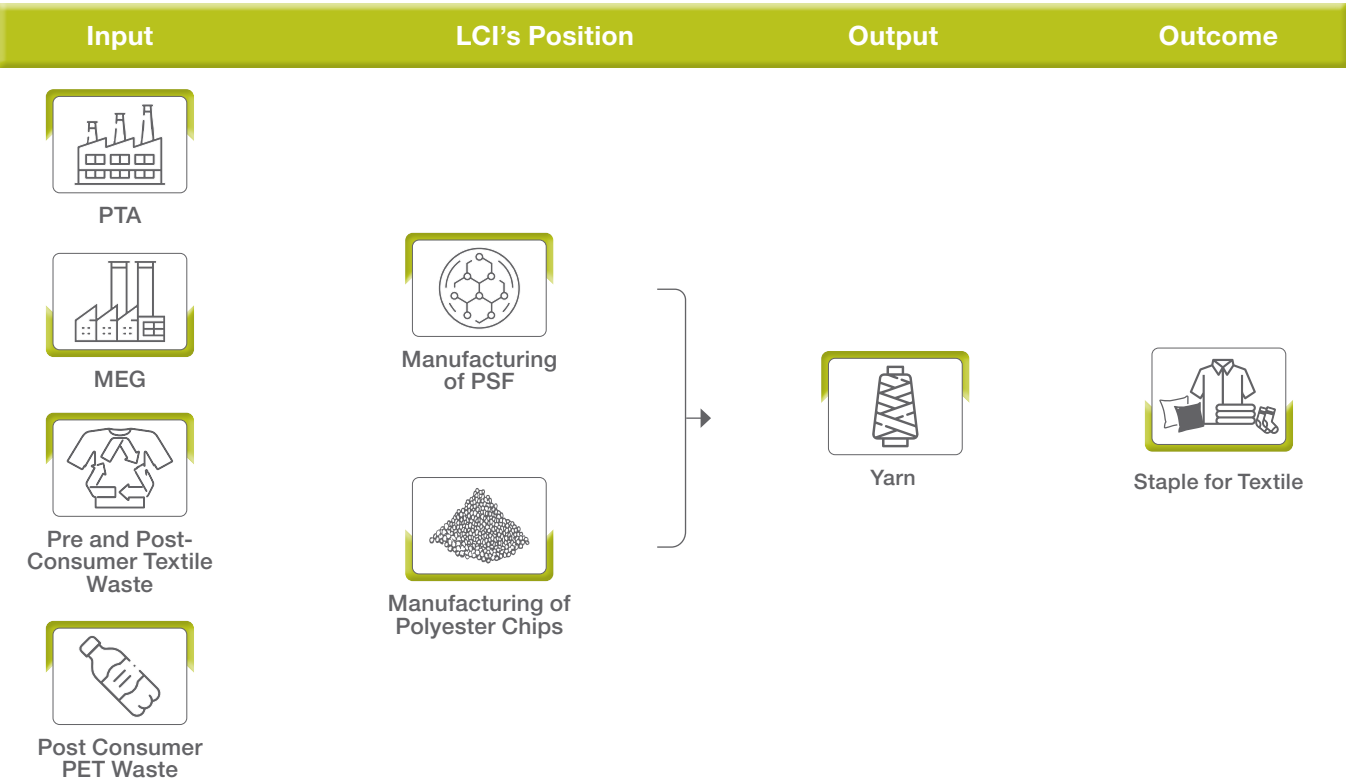 Input
LCI's Position
Output
Outcome
PTA
MEG
Pre and Post-
Consumer Textile
Waste
Post Consumer
PET Waste
Manufacturing
of PSF
Manufacturing of
Polyester Chips
Yarn
Staple for Textile